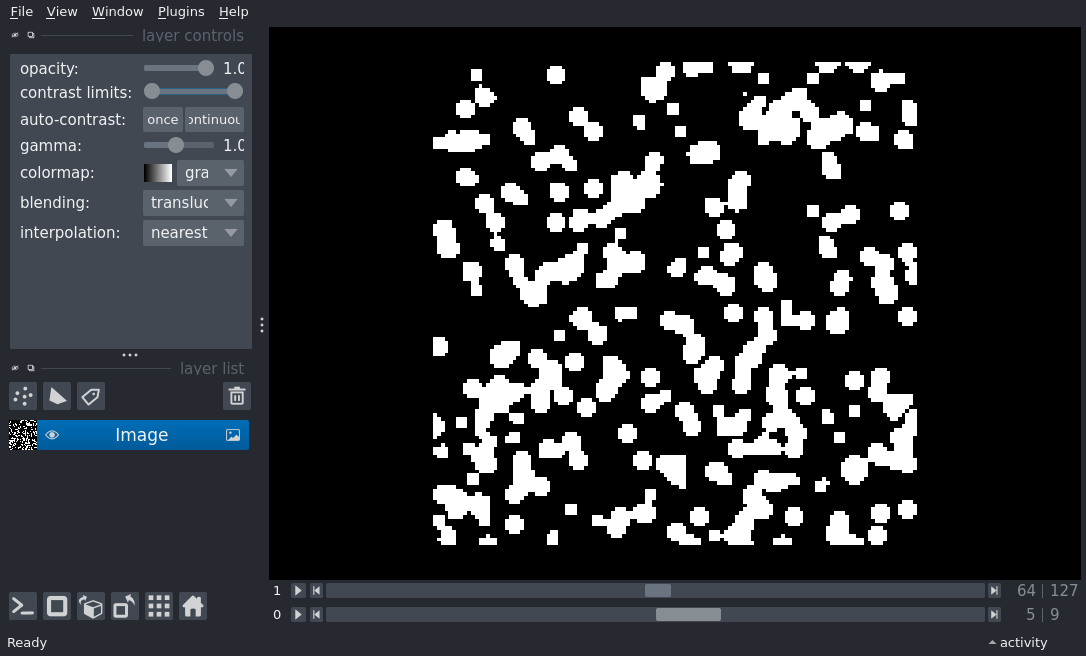 File View Window Plugins Help
layer controls
opacity: 1.0
contrast limits:
auto-contrast: once ontinuou
gamma: 1.0
colormap: gra
blending: transluc
interpolation: nearest
layer list
Image
1 64 | 127
0 5 | 9
Ready activity